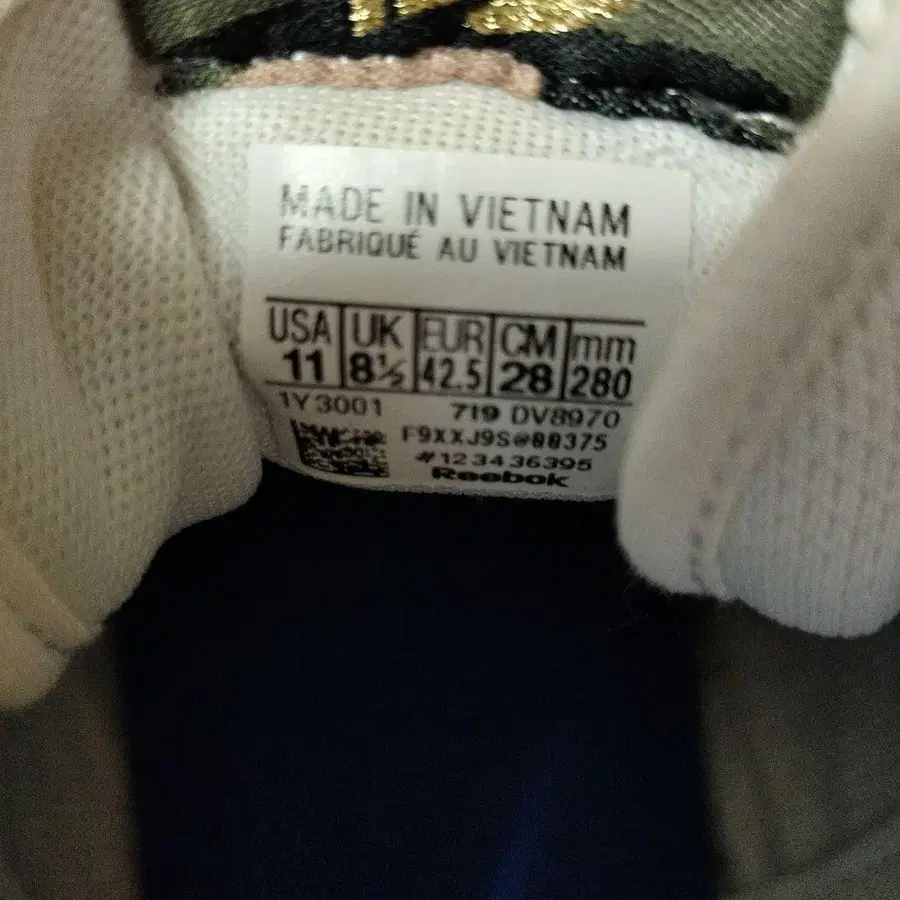 MADE IN VIETNAM
FABRIQUÉ AU VIETNAM
USA UK EUR CM mm
11 8½ 42.5 28 280
1Y3001 719 DV8970
F9XXJ9S@00375
#123436395
Reebok